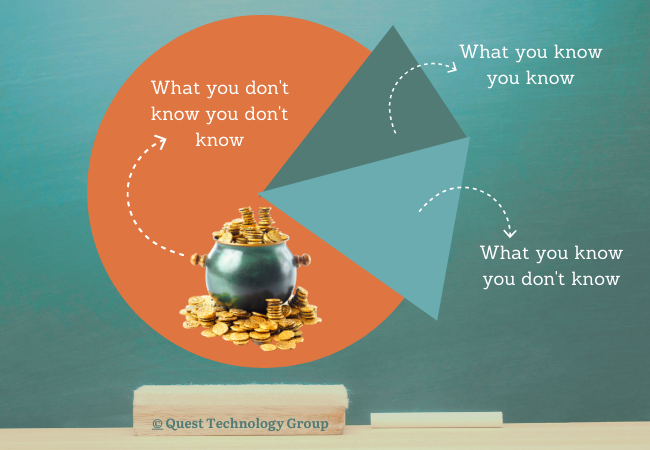 What you don't
know you don't
know
What you know
you know
What you know
you don't know
© Quest Technology Group